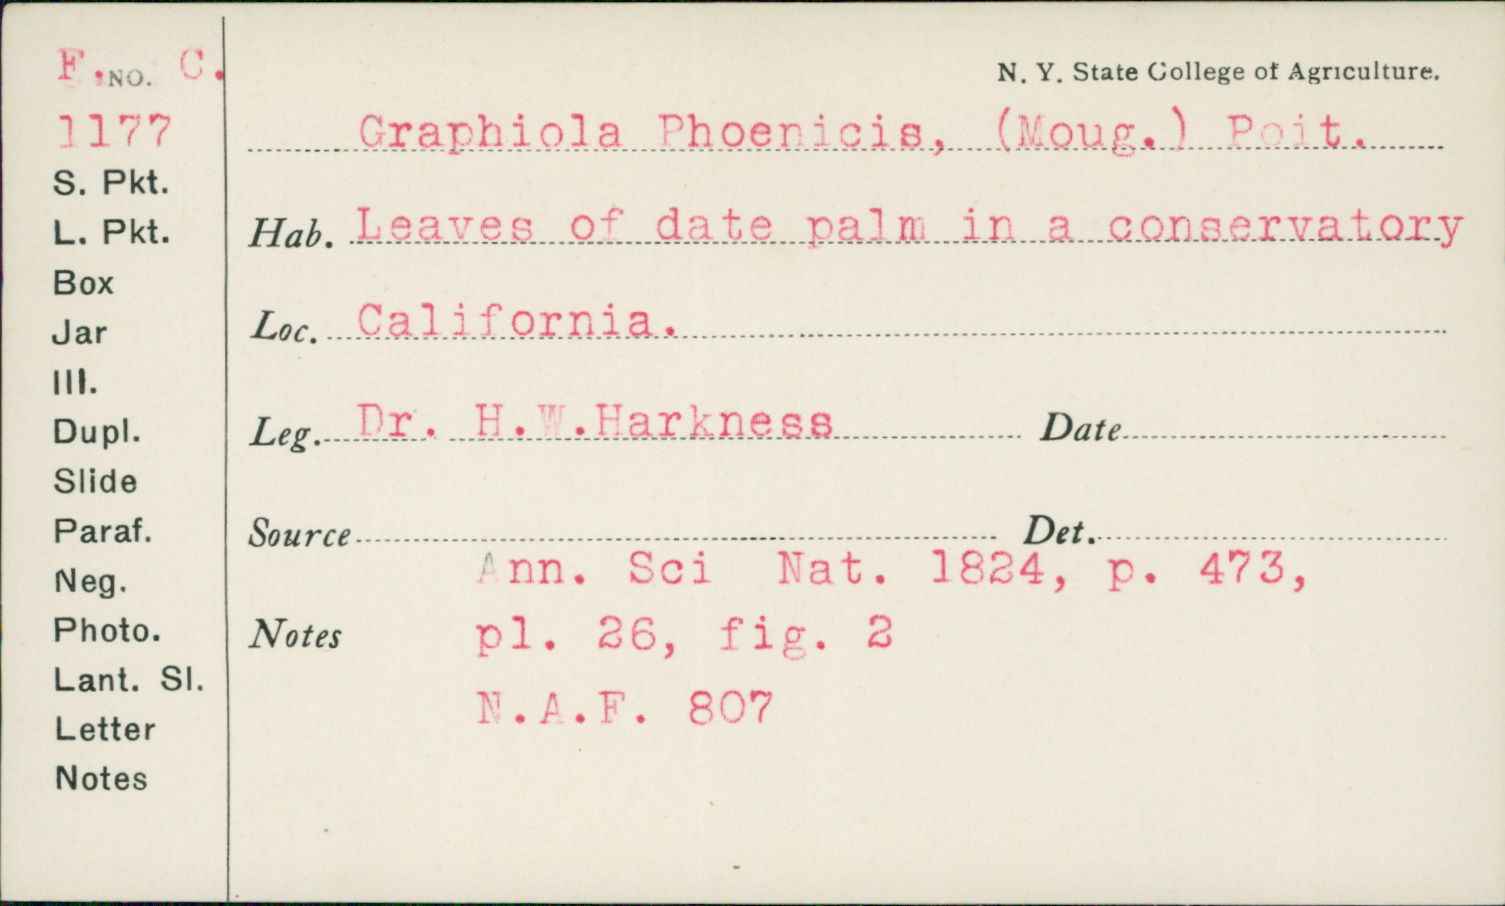 F. NO. C.
1177
S. Pkt.
L. Pkt.
Box
Jar
Ill.
Dupl.
Slide
Paraf.
Neg.
Photo.
Lant. Sl.
Letter
Notes
N. Y. State College of Agriculture.
Graphiola Phoenicis, (Moug.) Poit.
Hab. Leaves of date palm in a conservatory
Loc. California.
Leg. Dr. H.W.Harkness Date
Source Det.
Ann. Sci Nat. 1824, p. 473,
Notes pl. 26, fig. 2
N.A.F. 807